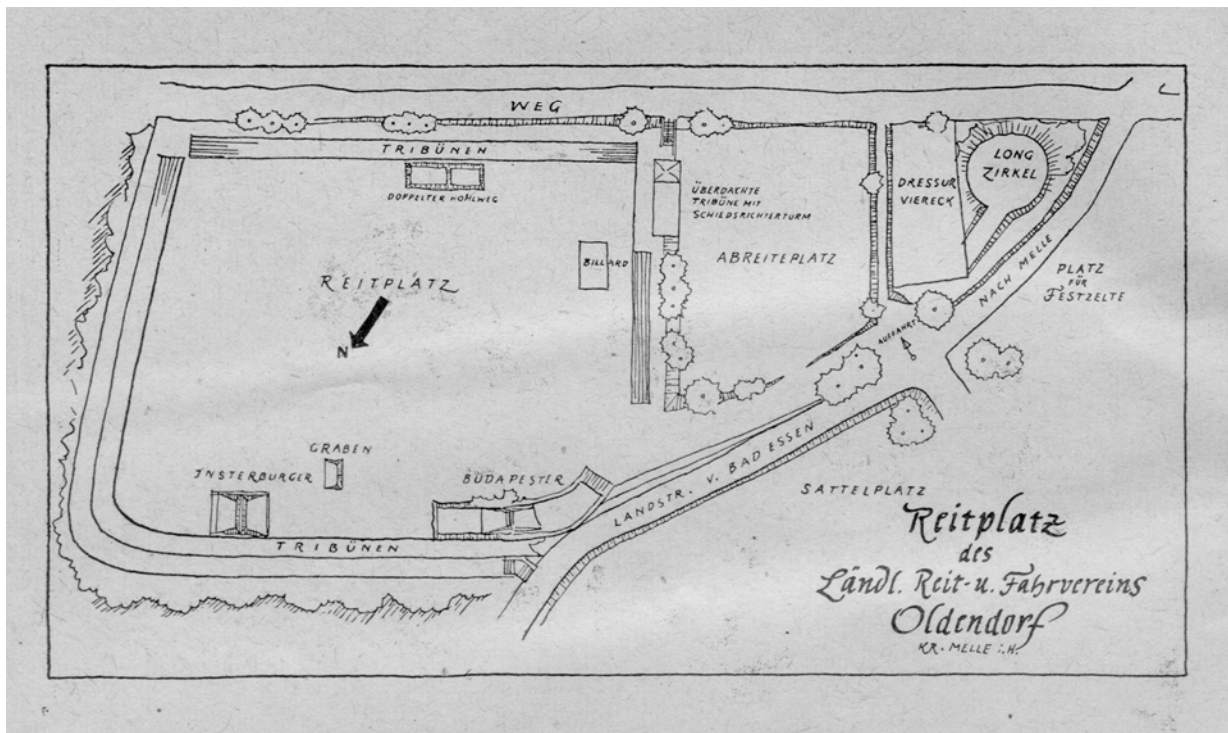 WEG
TRIBÜNEN
DOPPELTER HOHLWEG
ÜBERDACHTE
TRIBÜNE MIT
SCHIEDSRICHTERTURM
DRESSUR
VIERECK
LONG
ZIRKEL
BILLARD
ABREITEPLATZ
REITPLATZ
N
NACH MELLE
PLATZ
FÜR
FESTZELTE
AUFFAHRT
GRABEN
INSTERBURGER
BUDAPESTER
LANDSTR. V. BAD ESSEN
SATTELPLATZ
TRIBÜNEN
Reitplatz
des
Ländl. Reit- u. Fahrvereins
Oldendorf
KR. MELLE i.H.